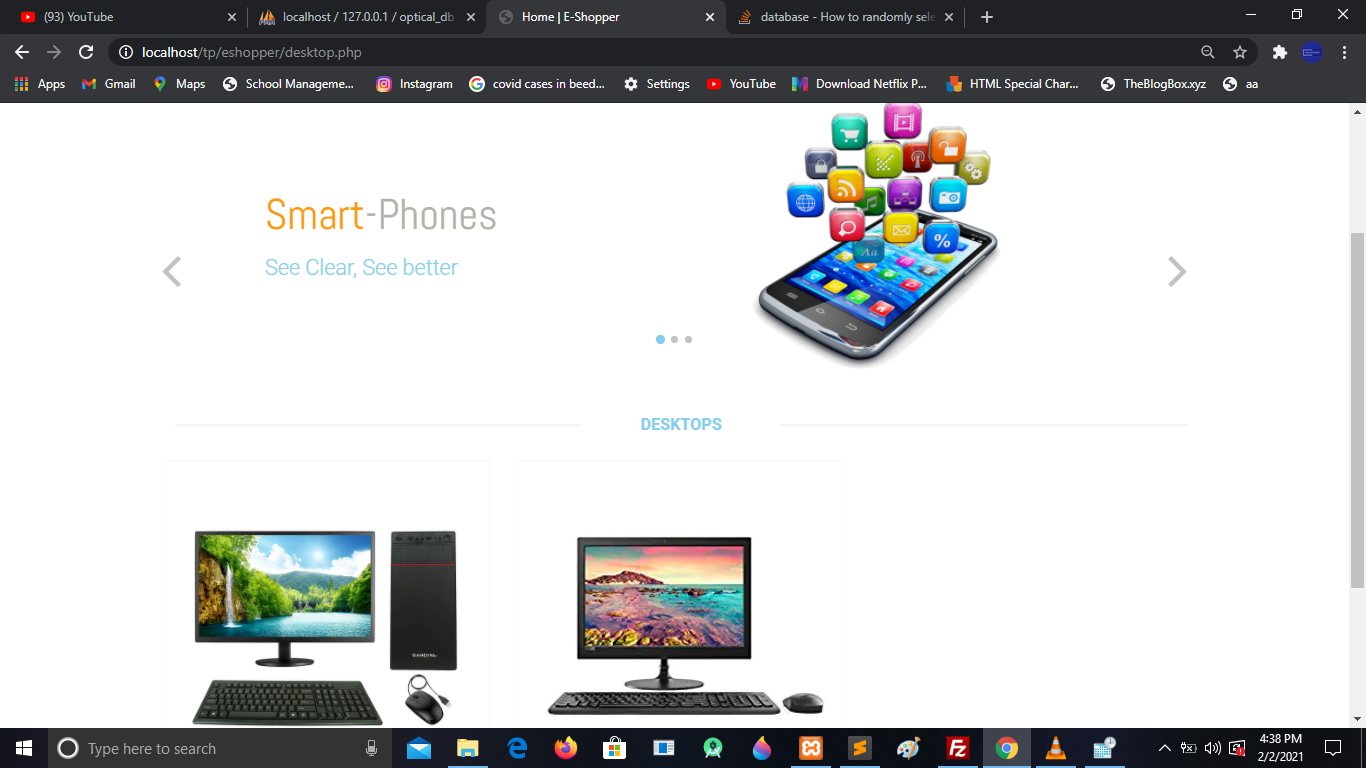 (93) YouTube
localhost / 127.0.0.1 / optical_db
Home | E-Shopper
database - How to randomly sele
localhost/tp/eshopper/desktop.php
Apps
Gmail
Maps
School Manageme...
Instagram
covid cases in beed...
Settings
YouTube
Download Netflix P...
HTML Special Char...
TheBlogBox.xyz
aa
Smart-Phones
See Clear, See better
Aa
%
DESKTOPS
Type here to search
Fz
4:38 PM
2/2/2021